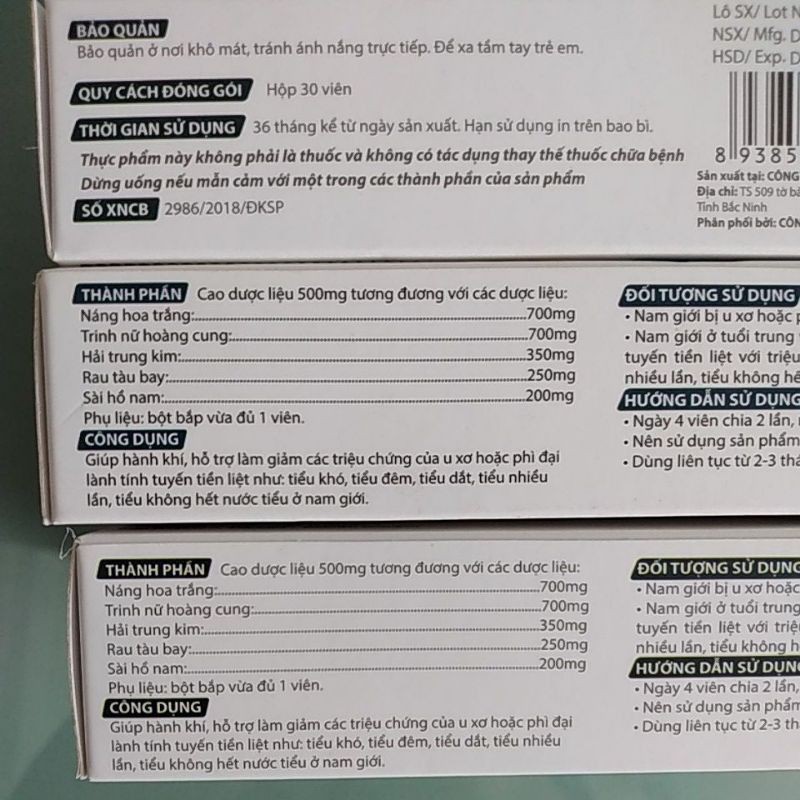 BẢO QUẢN
Bảo quản ở nơi khô mát, tránh ánh nắng trực tiếp. Để xa tầm tay trẻ em.
QUY CÁCH ĐÓNG GÓI Hộp 30 viên
THỜI GIAN SỬ DỤNG 36 tháng kể từ ngày sản xuất. Hạn sử dụng in trên bao bì.
Thực phẩm này không phải là thuốc và không có tác dụng thay thế thuốc chữa bệnh
Dừng uống nếu mẫn cảm với một trong các thành phần của sản phẩm
SỐ XNCB 2986/2018/ĐKSP
Lô SX/ Lot N
NSX/ Mfg. D
HSD/ Exp. D
8 9385
Sản xuất tại: CÔNG
Địa chỉ: TS 509 tờ bả
Tỉnh Bắc Ninh
Phân phối bởi: CÔN
THÀNH PHẦN Cao dược liệu 500mg tương đương với các dược liệu:
Náng hoa trắng:700mg
Trinh nữ hoàng cung:700mg
Hải trung kim:350mg
Rau tàu bay:250mg
Sài hồ nam:200mg
Phụ liệu: bột bắp vừa đủ 1 viên.
CÔNG DỤNG
Giúp hành khí, hỗ trợ làm giảm các triệu chứng của u xơ hoặc phì đại
lành tính tuyến tiền liệt như: tiểu khó, tiểu đêm, tiểu dắt, tiểu nhiều
lần, tiểu không hết nước tiểu ở nam giới.
ĐỐI TƯỢNG SỬ DỤNG
• Nam giới bị u xơ hoặc p
• Nam giới ở tuổi trung
tuyến tiền liệt với triệu
nhiều lần, tiểu không hế
HƯỚNG DẪN SỬ DỤNG
• Ngày 4 viên chia 2 lần,
• Nên sử dụng sản phẩm
• Dùng liên tục từ 2-3 thá
THÀNH PHẦN Cao dược liệu 500mg tương đương với các dược liệu:
Náng hoa trắng:700mg
Trinh nữ hoàng cung:700mg
Hải trung kim:350mg
Rau tàu bay:250mg
Sài hồ nam:200mg
Phụ liệu: bột bắp vừa đủ 1 viên.
CÔNG DỤNG
Giúp hành khí, hỗ trợ làm giảm các triệu chứng của u xơ hoặc phì đại
lành tính tuyến tiền liệt như: tiểu khó, tiểu đêm, tiểu dắt, tiểu nhiều
lần, tiểu không hết nước tiểu ở nam giới.
ĐỐI TƯỢNG SỬ DỤNG
• Nam giới bị u xơ hoặc
• Nam giới ở tuổi trung
tuyến tiền liệt với triệ
nhiều lần, tiểu không h
HƯỚNG DẪN SỬ DỤNG
• Ngày 4 viên chia 2 lần,
• Nên sử dụng sản phẩm
• Dùng liên tục từ 2-3 th